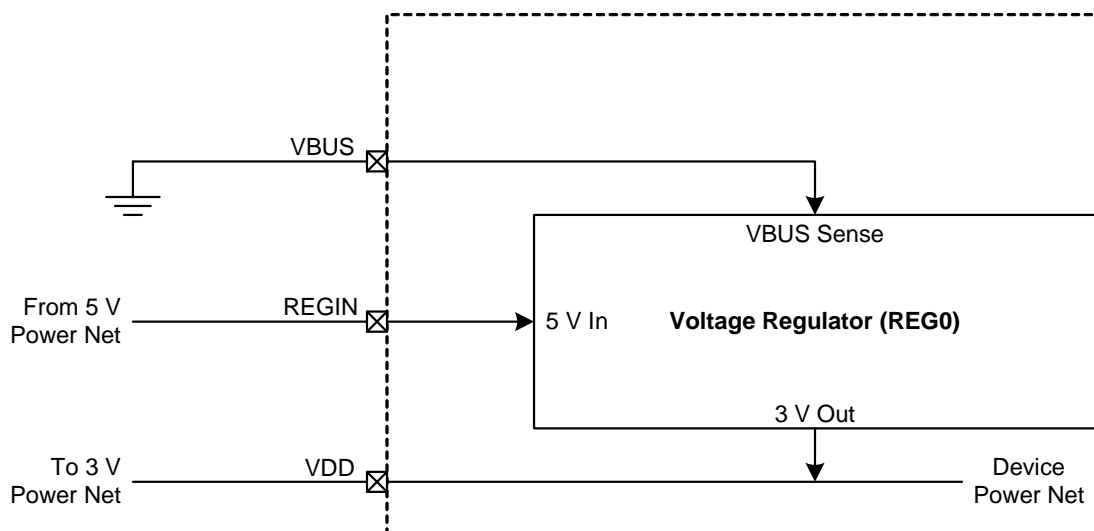 VBUS
VBUS Sense
From 5 V
Power Net
REGIN
5 V In
Voltage Regulator (REG0)
3 V Out
To 3 V
Power Net
VDD
Device
Power Net